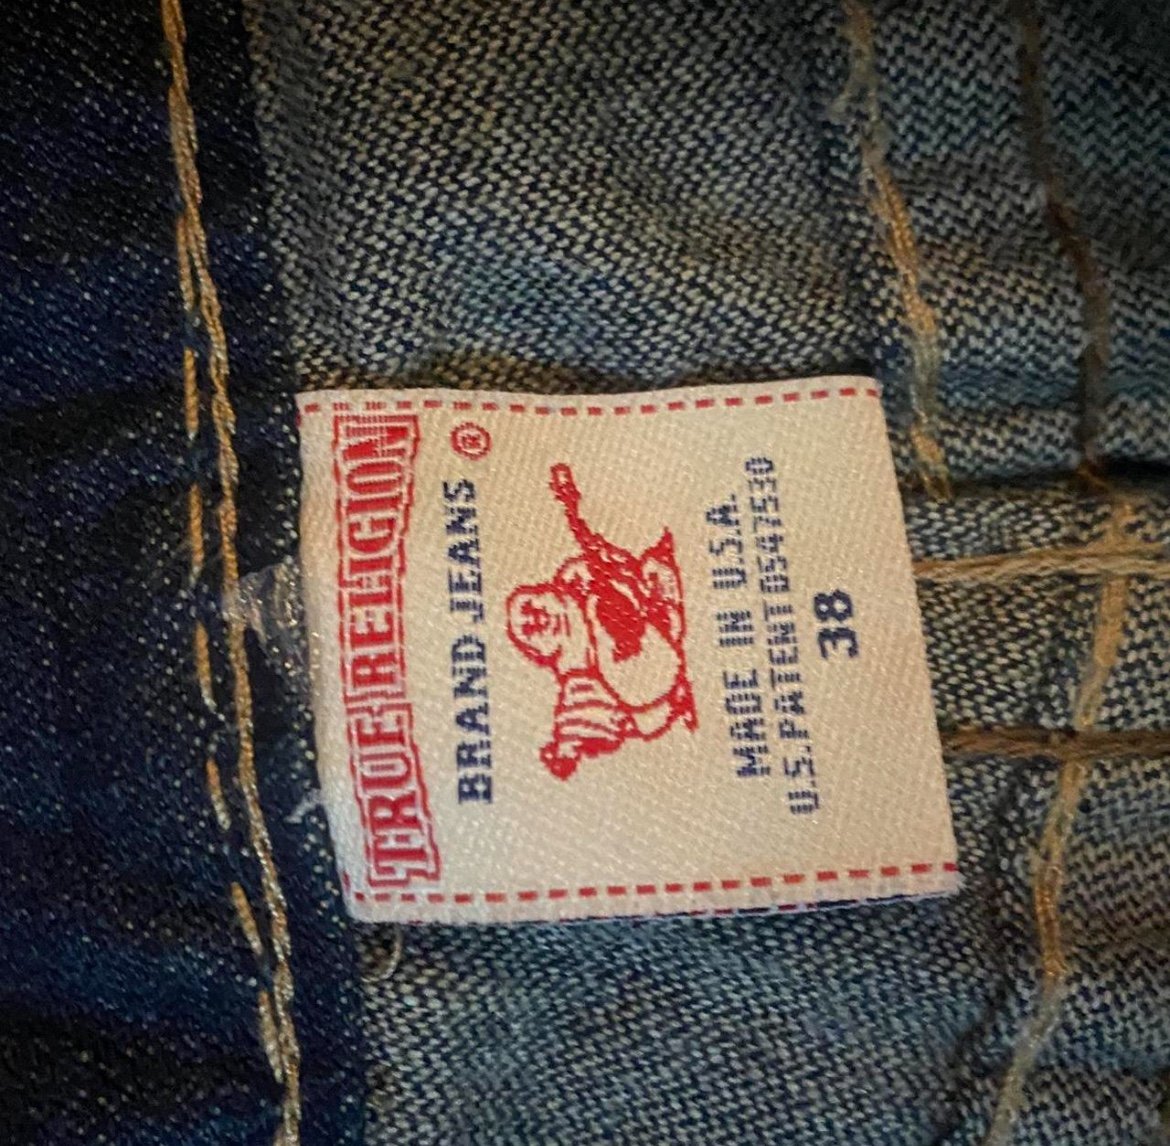 TRUE RELIGION
BRAND JEANS ®
MADE IN U.S.A.
U.S.PATENT D547530
38